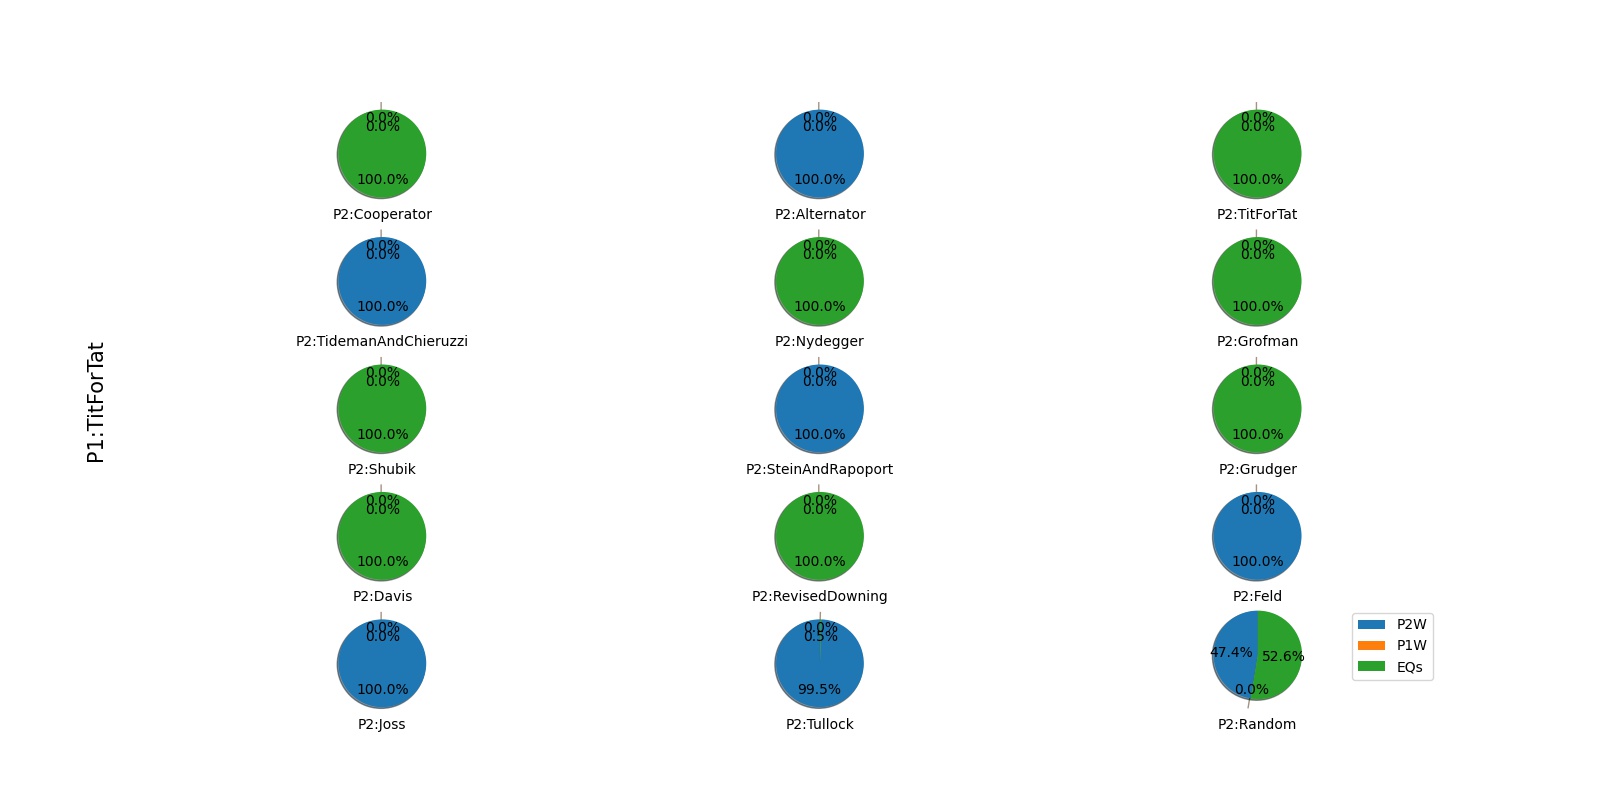 P1:TitForTat
0.0%
0.0%
100.0%
P2:Cooperator
0.0%
0.0%
100.0%
P2:Alternator
0.0%
0.0%
100.0%
P2:TitForTat
0.0%
0.0%
100.0%
P2:TidemanAndChieruzzi
0.0%
0.0%
100.0%
P2:Nydegger
0.0%
0.0%
100.0%
P2:Grofman
0.0%
0.0%
100.0%
P2:Shubik
0.0%
0.0%
100.0%
P2:SteinAndRapoport
0.0%
0.0%
100.0%
P2:Grudger
0.0%
0.0%
100.0%
P2:Davis
0.0%
0.0%
100.0%
P2:RevisedDowning
0.0%
0.0%
100.0%
P2:Feld
0.0%
0.0%
100.0%
P2:Joss
0.0%
0.5%
99.5%
P2:Tullock
47.4%
52.6%
0.0%
P2:Random
P2W
P1W
EQs